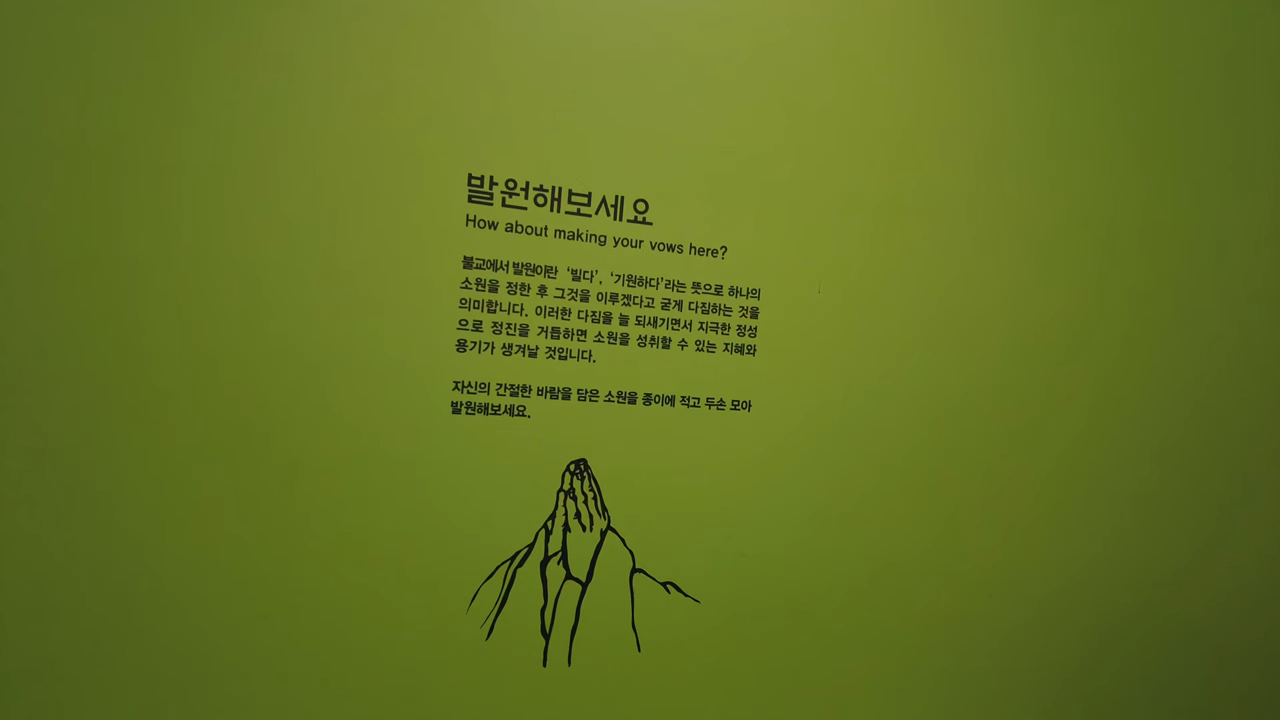 발원해보세요
How about making your vows here?
불교에서 발원이란 ‘빌다’, ‘기원하다’라는 뜻으로 하나의
소원을 정한 후 그것을 이루겠다고 굳게 다짐하는 것을
의미합니다. 이러한 다짐을 늘 되새기면서 지극한 정성
으로 정진을 거듭하면 소원을 성취할 수 있는 지혜와
용기가 생겨날 것입니다.
자신의 간절한 바람을 담은 소원을 종이에 적고 두손 모아
발원해보세요.